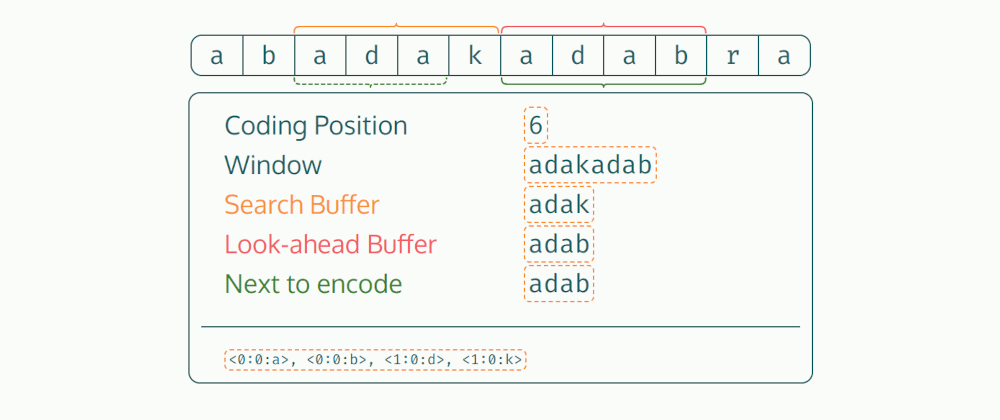 a b a d a k a d a b r a
Coding Position 6
Window adakadab
Search Buffer adak
Look-ahead Buffer adab
Next to encode adab
<0:0:a>, <0:0:b>, <1:0:d>, <1:0:k>